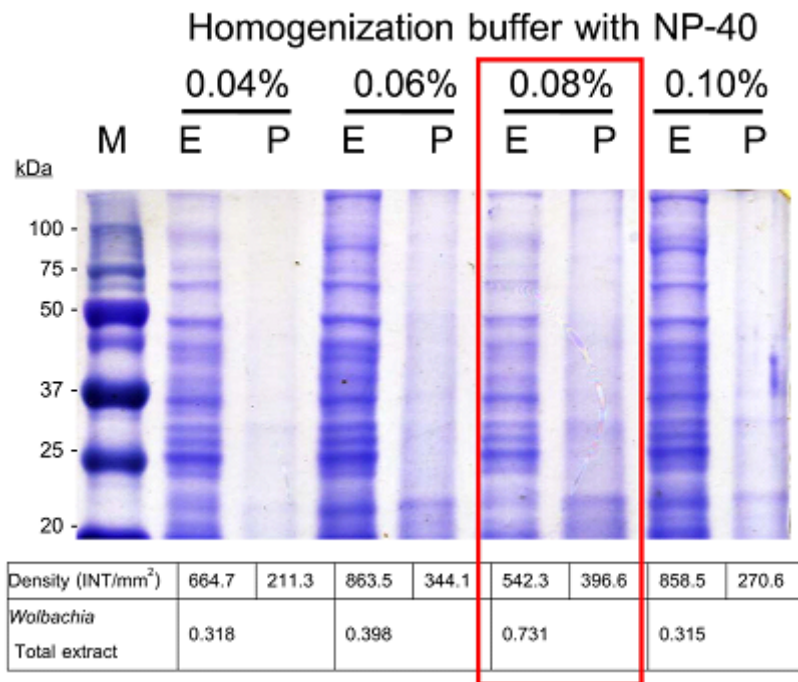 Homogenization buffer with NP-40
0.04% 0.06% 0.08% 0.10%
M E P E P E P E P
kDa
100 -
75 -
50 -
37 -
25 -
20 -
Density (INT/mm²) 664.7 211.3 863.5 344.1 542.3 396.6 858.5 270.6
Wolbachia
Total extract 0.318 0.398 0.731 0.315